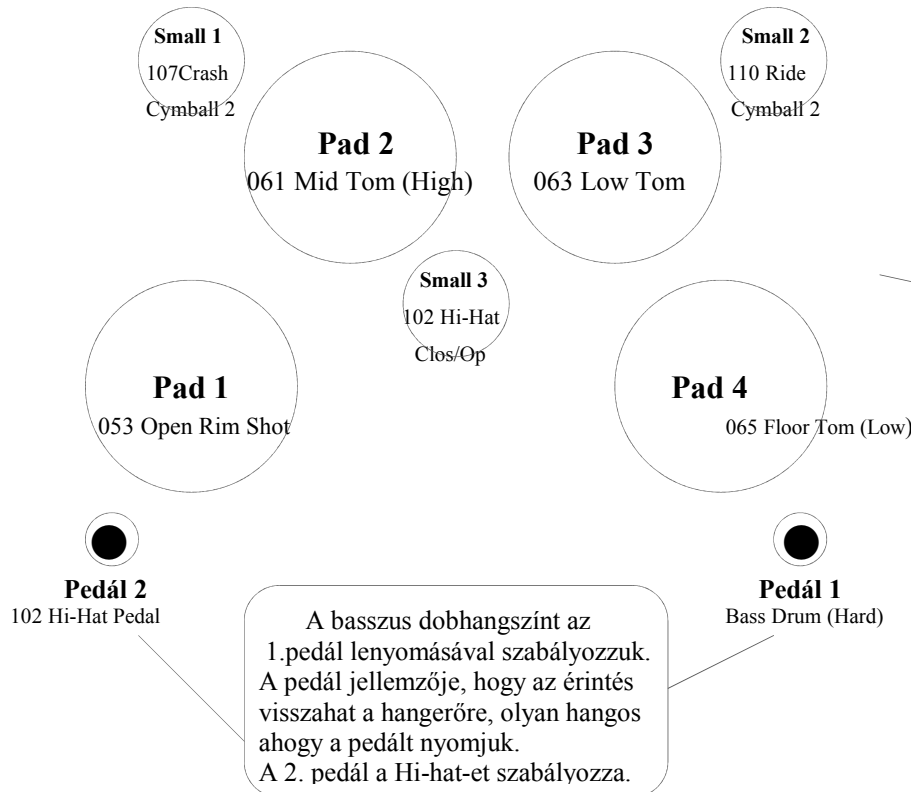 Small 1
107Crash
Cymball 2
Small 2
110 Ride
Cymball 2
Pad 2
061 Mid Tom (High)
Pad 3
063 Low Tom
Small 3
102 Hi-Hat
Clos/Op
Pad 1
053 Open Rim Shot
Pad 4
065 Floor Tom (Low)
Pedál 2
102 Hi-Hat Pedal
Pedál 1
Bass Drum (Hard)
A basszus dobhangszínt az
1.pedál lenyomásával szabályozzuk.
A pedál jellemzője, hogy az érintés
visszahat a hangerőre, olyan hangos
ahogy a pedált nyomjuk.
A 2. pedál a Hi-hat-et szabályozza.